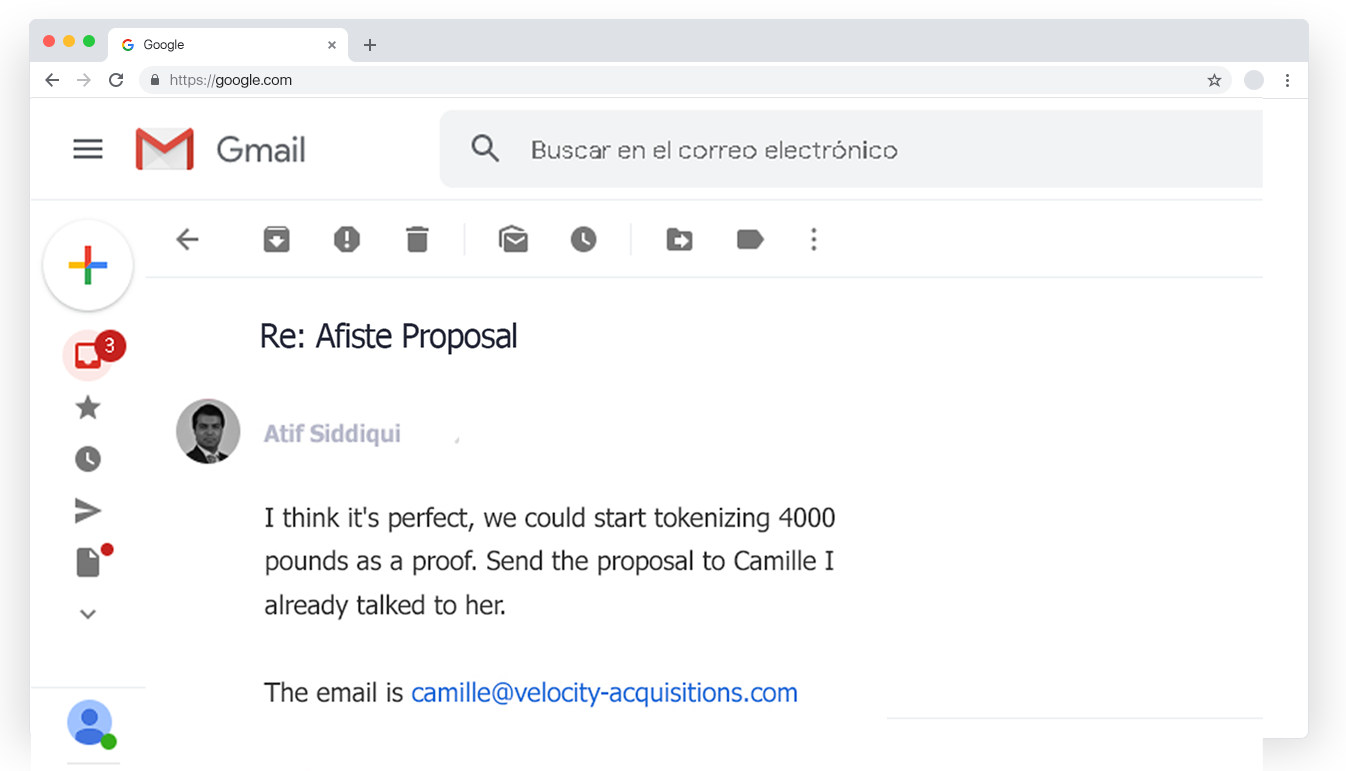 Google
https://google.com
Gmail
Buscar en el correo electrónico
3
Re: Afiste Proposal
Atif Siddiqui
I think it's perfect, we could start tokenizing 4000
pounds as a proof. Send the proposal to Camille I
already talked to her.
The email is camille@velocity-acquisitions.com